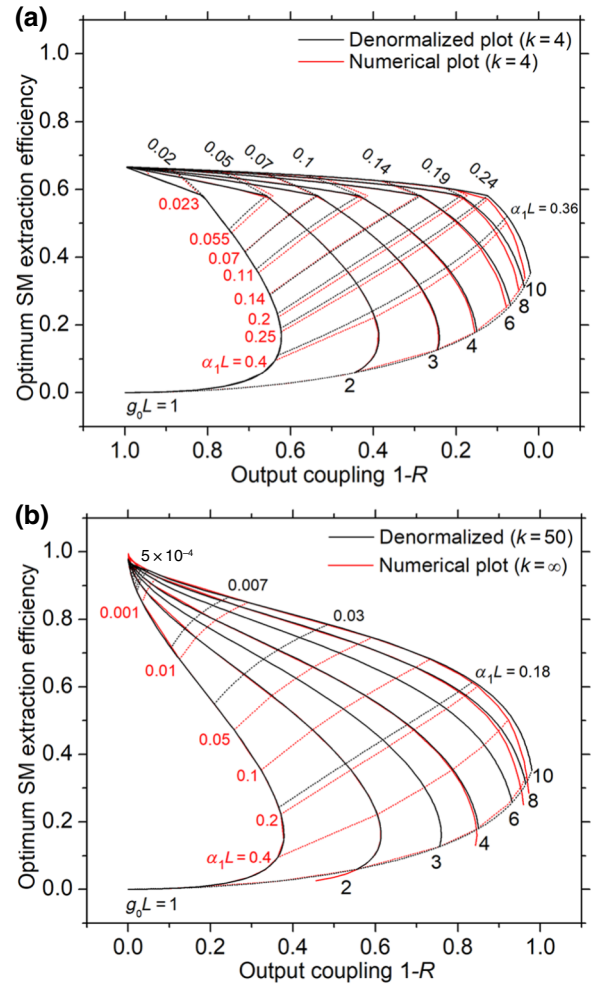 (a)
Denormalized plot (k = 4)
Numerical plot (k = 4)
Optimum SM extraction efficiency
1.0
0.8
0.6
0.4
0.2
0.0
0.02
0.05
0.07
0.1
0.14
0.19
0.24
α₁L = 0.36
0.023
0.055
0.07
0.11
0.14
0.2
0.25
α₁L = 0.4
g₀L = 1
2
3
4
6
8
10
1.0 0.8 0.6 0.4 0.2 0.0
Output coupling 1-R
(b)
Denormalized (k = 50)
Numerical plot (k = ∞)
Optimum SM extraction efficiency
1.0
0.8
0.6
0.4
0.2
0.0
5 × 10⁻⁴
0.007
0.03
α₁L = 0.18
0.001
0.01
0.05
0.1
0.2
α₁L = 0.4
g₀L = 1
2
3
4
6
8
10
0.0 0.2 0.4 0.6 0.8 1.0
Output coupling 1-R